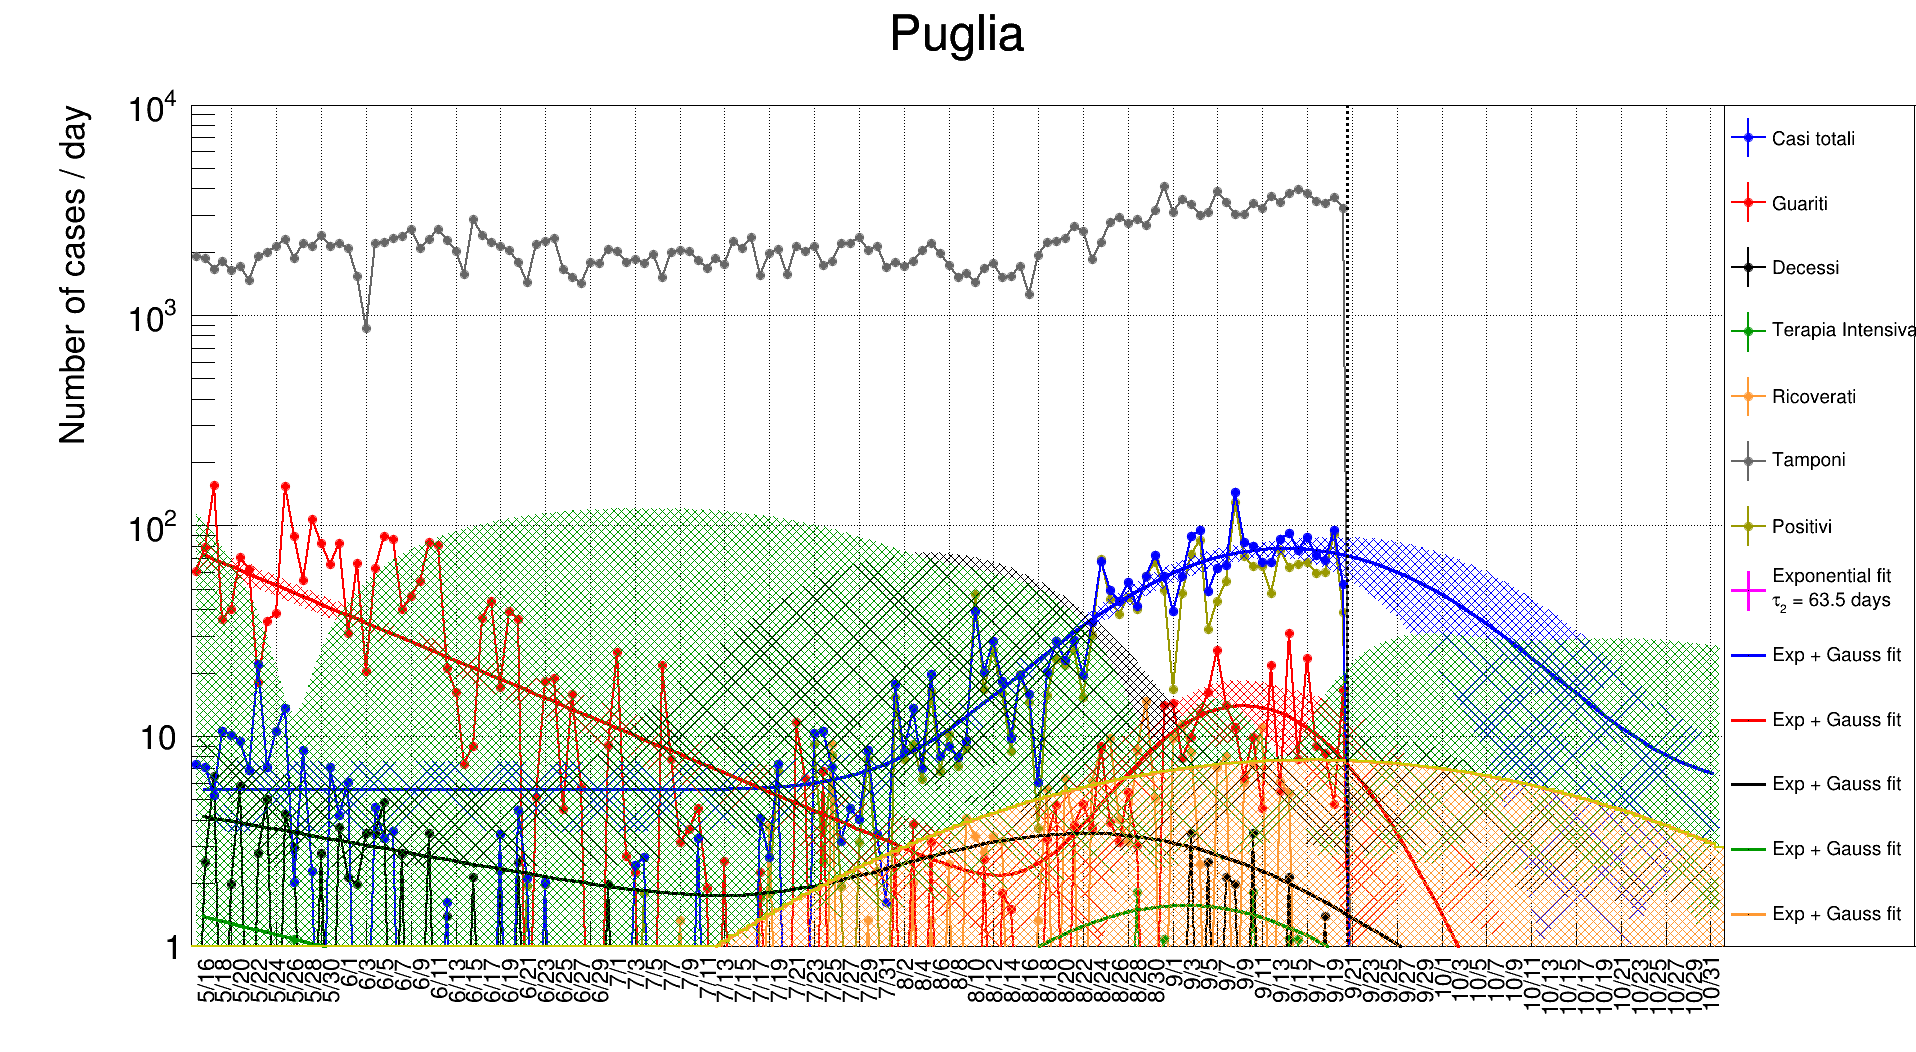 Puglia
Number of cases / day
10^4
10^3
10^2
10
1
5/16 5/18 5/20 5/22 5/24 5/26 5/28 5/30 6/1 6/3 6/5 6/7 6/9 6/11 6/13 6/15 6/17 6/19 6/21 6/23 6/25 6/27 6/29 7/1 7/3 7/5 7/7 7/9 7/11 7/13 7/15 7/17 7/19 7/21 7/23 7/25 7/27 7/29 7/31 8/2 8/4 8/6 8/8 8/10 8/12 8/14 8/16 8/18 8/20 8/22 8/24 8/26 8/28 8/30 9/1 9/3 9/5 9/7 9/9 9/11 9/13 9/15 9/17 9/19 9/21 9/23 9/25 9/27 9/29 10/1 10/3 10/5 10/7 10/9 10/11 10/13 10/15 10/17 10/19 10/21 10/23 10/25 10/27 10/29 10/31
Casi totali
Guariti
Decessi
Terapia Intensiva
Ricoverati
Tamponi
Positivi
Exponential fit
τ2 = 63.5 days
Exp + Gauss fit
Exp + Gauss fit
Exp + Gauss fit
Exp + Gauss fit
Exp + Gauss fit